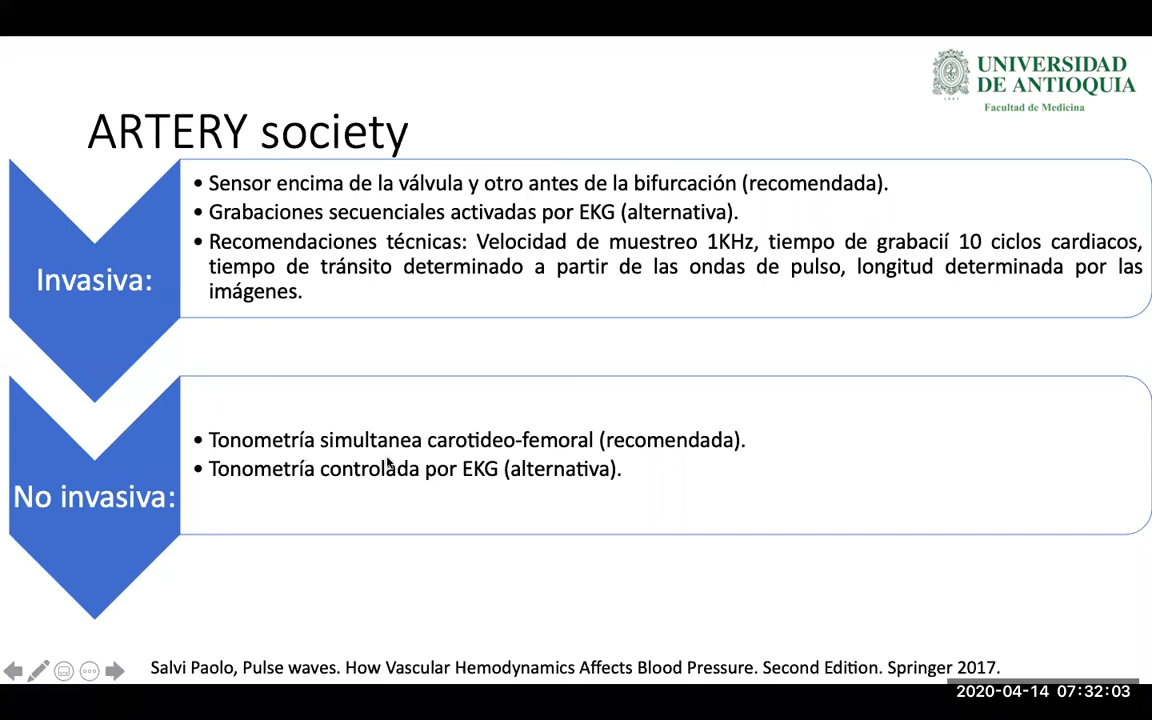 UNIVERSIDAD
DE ANTIOQUIA
1803
Facultad de Medicina
ARTERY society
Invasiva:
• Sensor encima de la válvula y otro antes de la bifurcación (recomendada).
• Grabaciones secuenciales activadas por EKG (alternativa).
• Recomendaciones técnicas: Velocidad de muestreo 1KHz, tiempo de grabacií 10 ciclos cardiacos,
tiempo de tránsito determinado a partir de las ondas de pulso, longitud determinada por las
imágenes.
No invasiva:
• Tonometría simultanea carotideo-femoral (recomendada).
• Tonometría controlada por EKG (alternativa).
Salvi Paolo, Pulse waves. How Vascular Hemodynamics Affects Blood Pressure. Second Edition. Springer 2017.
2020-04-14 07:32:03